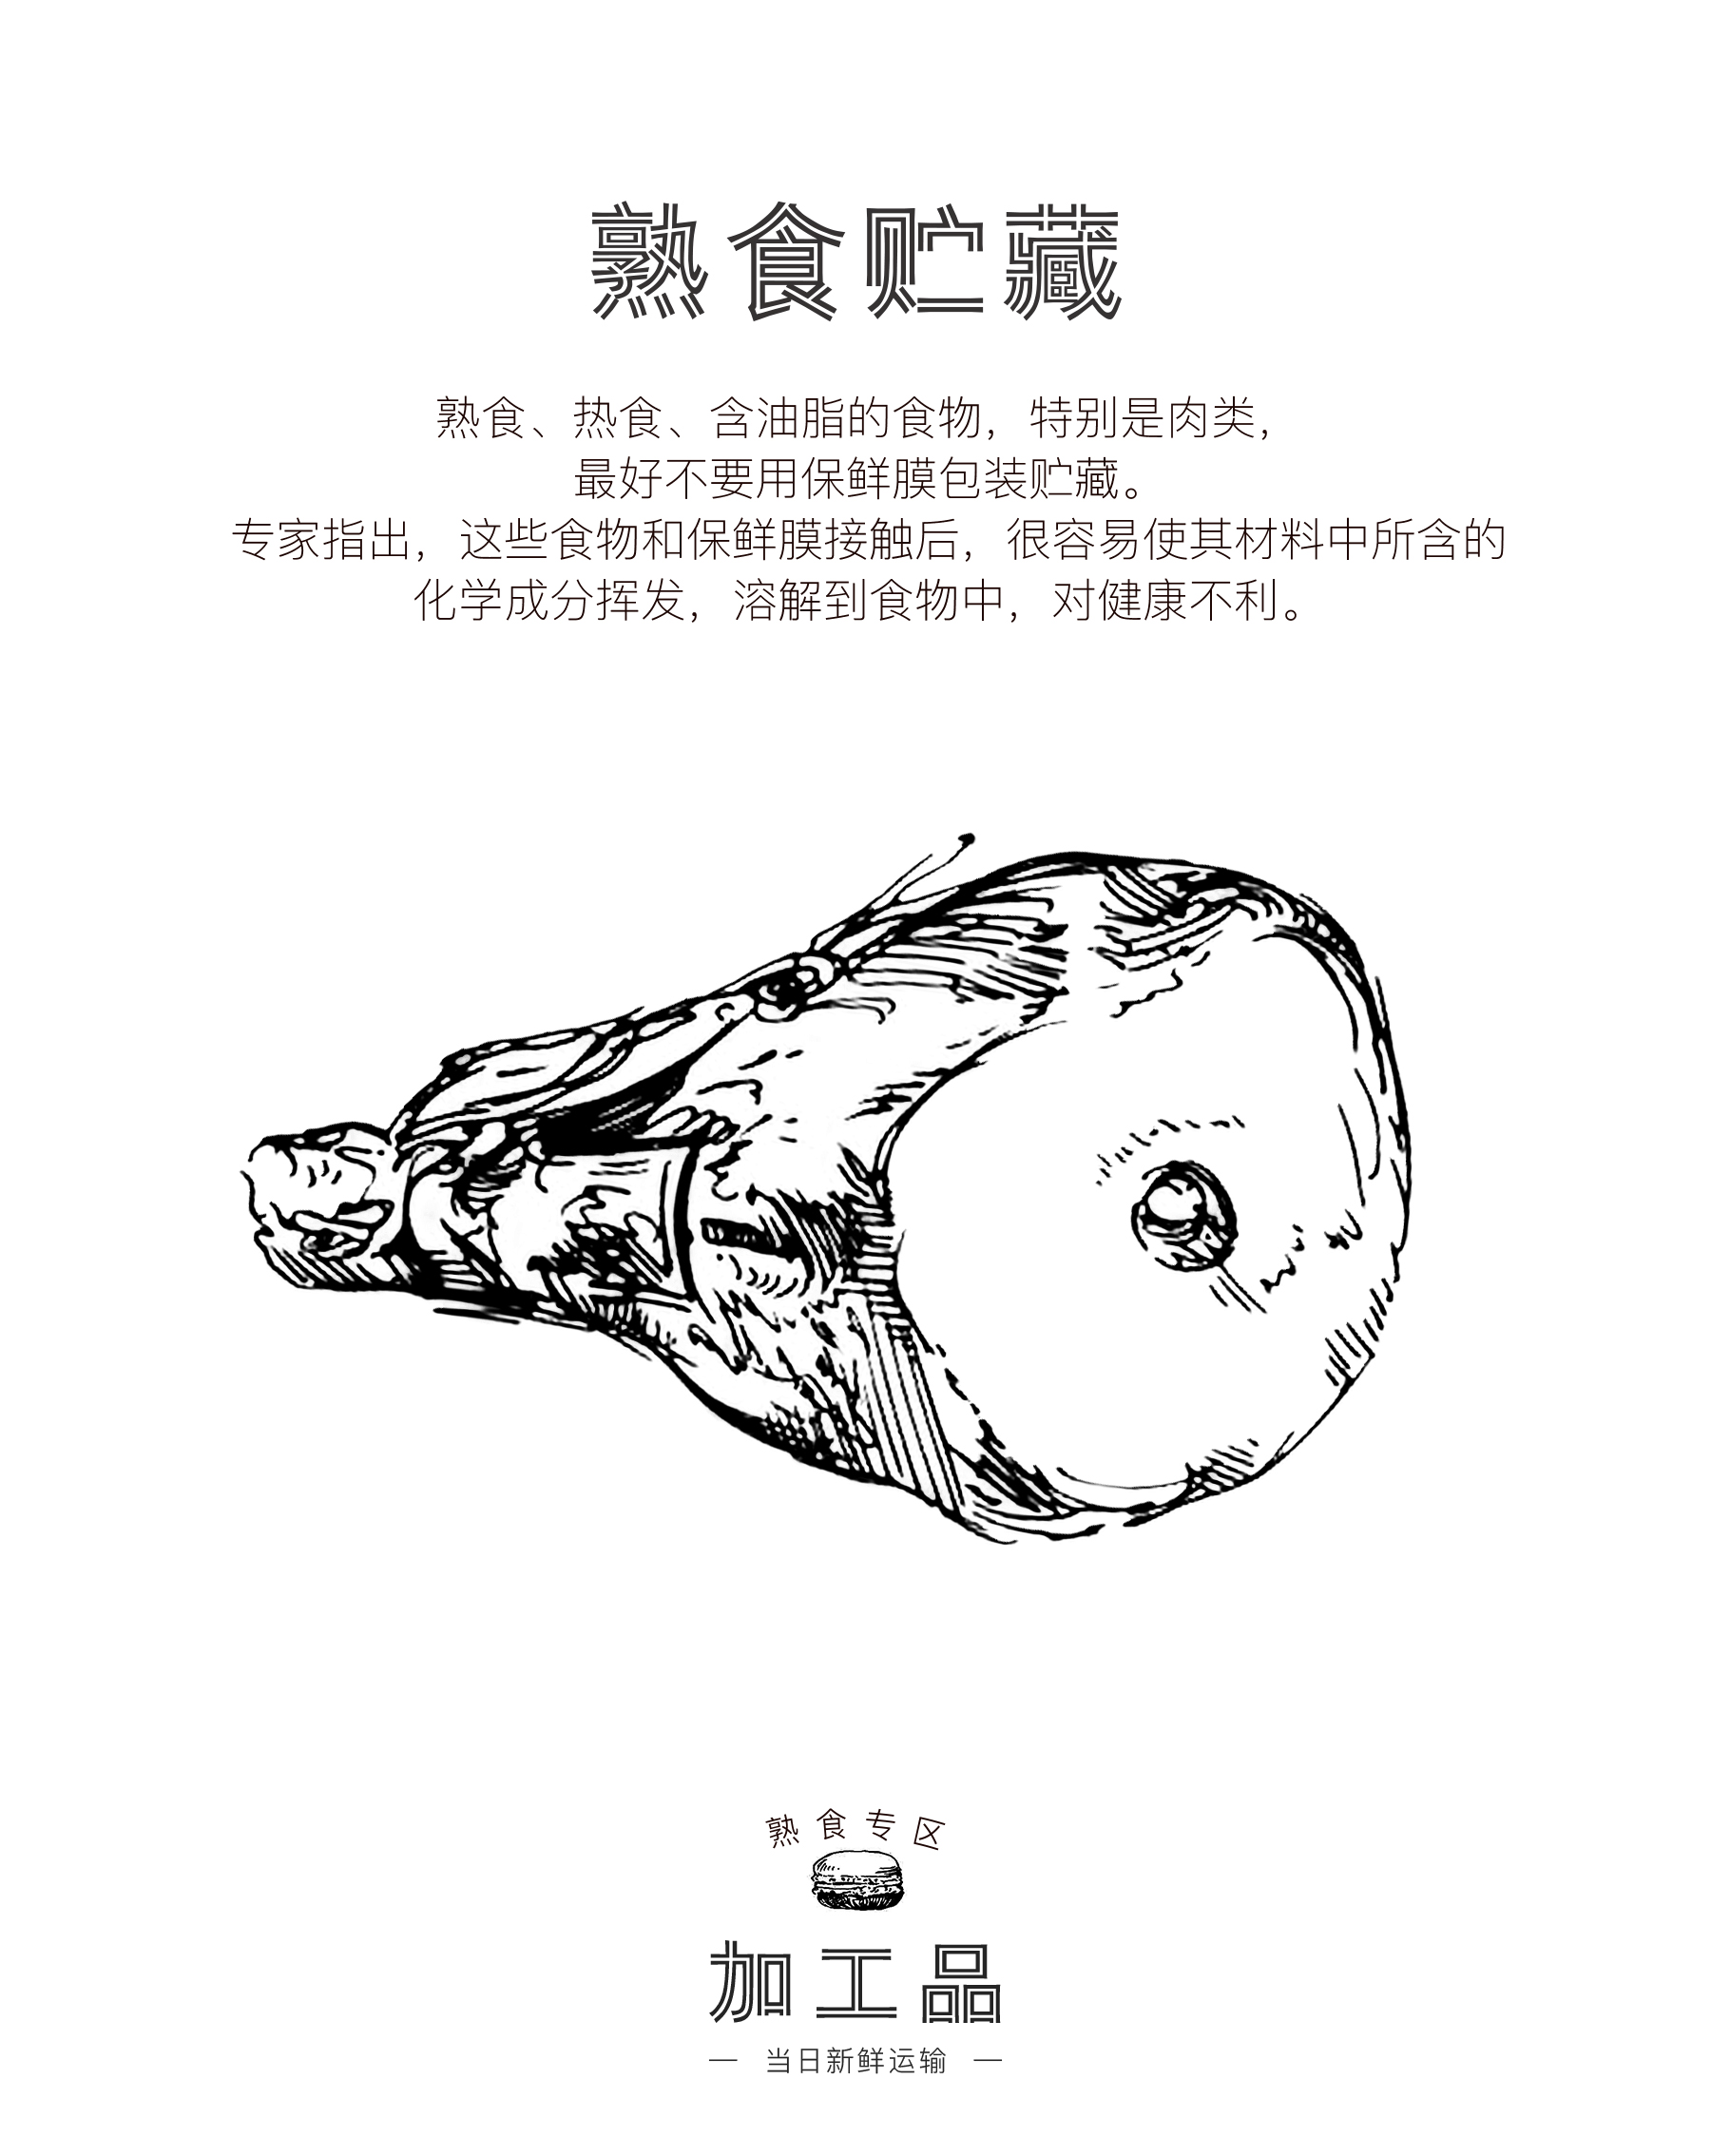 熟食贮藏
熟食、热食、含油脂的食物，特别是肉类，
最好不要用保鲜膜包装贮藏。
专家指出，这些食物和保鲜膜接触后，很容易使其材料中所含的
化学成分挥发，溶解到食物中，对健康不利。
熟食专区
加工品
— 当日新鲜运输 —